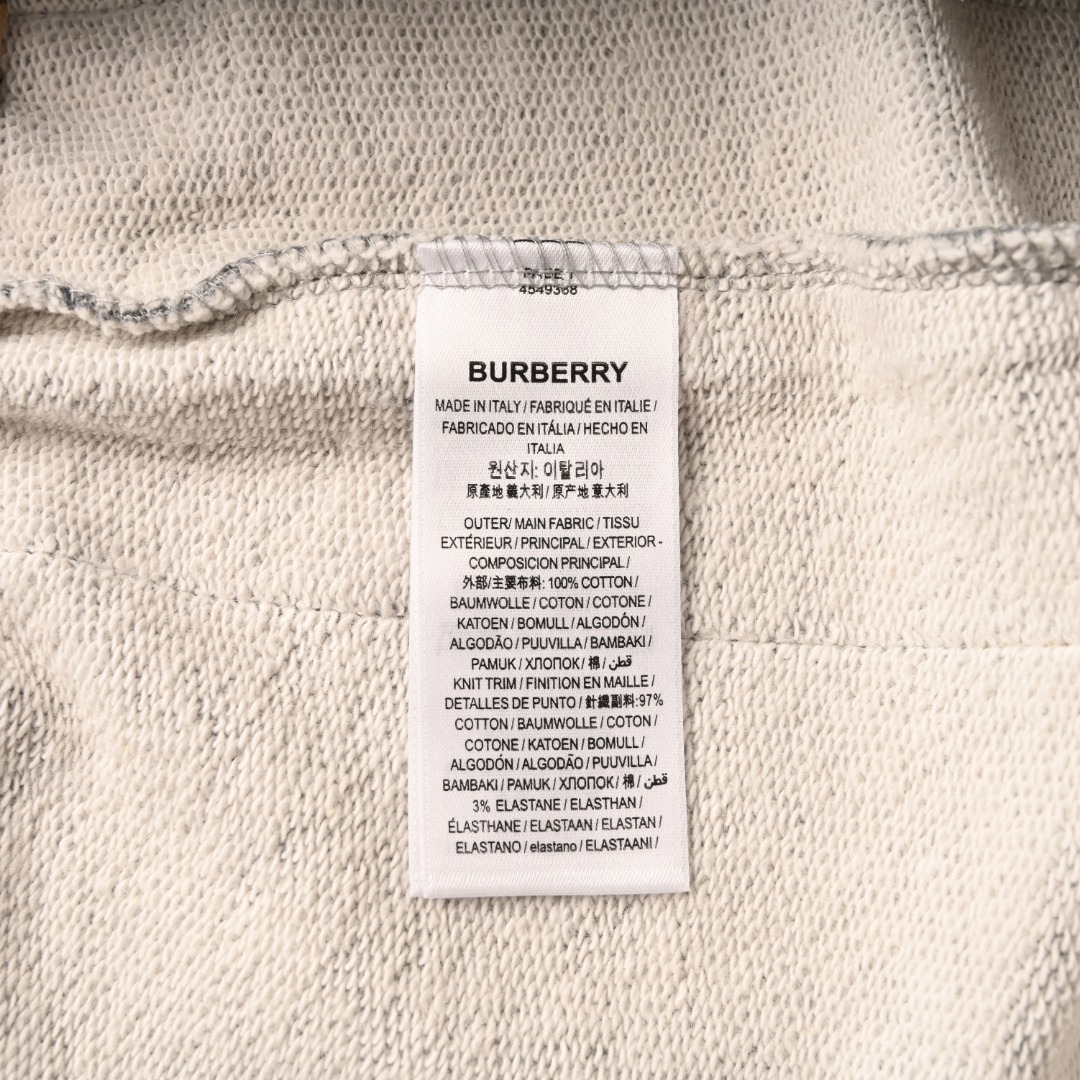 4549368
BURBERRY
MADE IN ITALY / FABRIQUÉ EN ITALIE /
FABRICADO EN ITÁLIA / HECHO EN
ITALIA
원산지: 이탈리아
原產地 義大利 / 原产地 意大利
OUTER/ MAIN FABRIC / TISSU
EXTÉRIEUR / PRINCIPAL / EXTERIOR -
COMPOSICION PRINCIPAL /
外部/主要布料: 100% COTTON /
BAUMWOLLE / COTON / COTONE /
KATOEN / BOMULL / ALGODÓN /
ALGODÃO / PUUVILLA / BAMBAKI /
PAMUK / ХЛОПОК / 棉 / قطن
KNIT TRIM / FINITION EN MAILLE /
DETALLES DE PUNTO / 針織副料:97%
COTTON / BAUMWOLLE / COTON /
COTONE / KATOEN / BOMULL /
ALGODÓN / ALGODÃO / PUUVILLA /
BAMBAKI / PAMUK / ХЛОПОК / 棉 / قطن
3% ELASTANE / ELASTHAN /
ÉLASTHANE / ELASTAAN / ELASTAN /
ELASTANO / elastano / ELASTAANI /